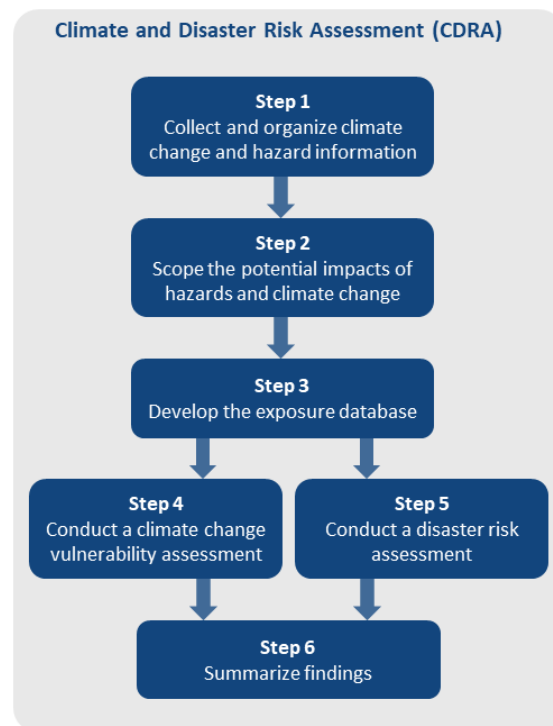 Climate and Disaster Risk Assessment (CDRA)
Step 1
Collect and organize climate
change and hazard information
Step 2
Scope the potential impacts of
hazards and climate change
Step 3
Develop the exposure database
Step 4
Conduct a climate change
vulnerability assessment
Step 5
Conduct a disaster risk
assessment
Step 6
Summarize findings